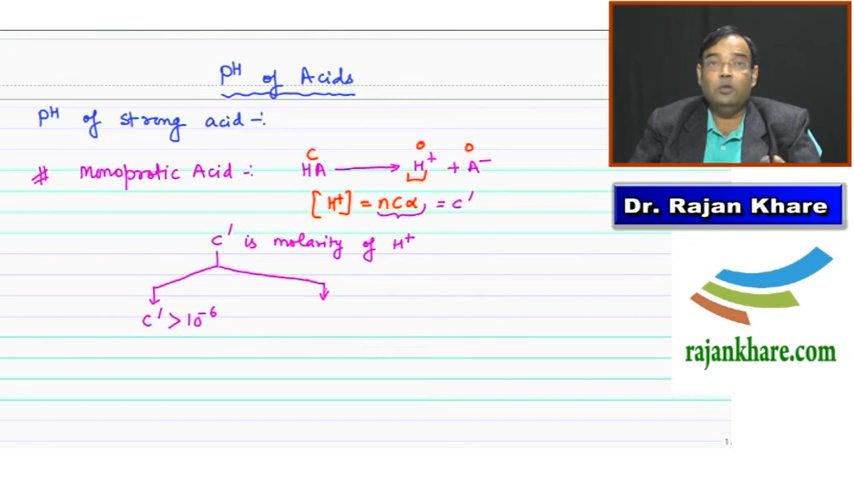 pH of Acids
pH of strong acid -:
# Monoprotic Acid -: HA → H⁺ + A⁻
C 0 0
[H⁺] = nCα = C'
C' is molarity of H⁺
C' > 10⁻⁶
Dr. Rajan Khare
rajankhare.com
1